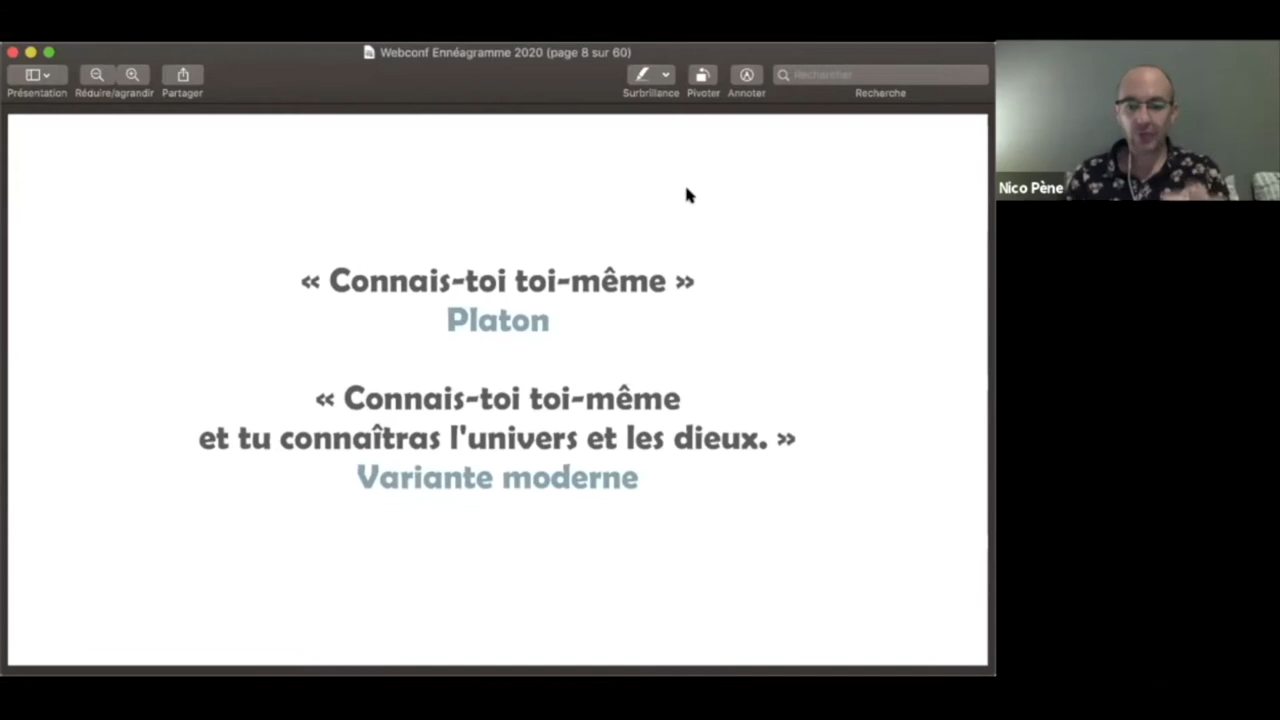 Webconf Ennéagramme 2020 (page 8 sur 60)
Présentation
Réduire/agrandir
Partager
Surbrillance
Pivoter
Annoter
Rechercher
Recherche
« Connais-toi toi-même »
Platon
« Connais-toi toi-même
et tu connaîtras l'univers et les dieux. »
Variante moderne
Nico Pène